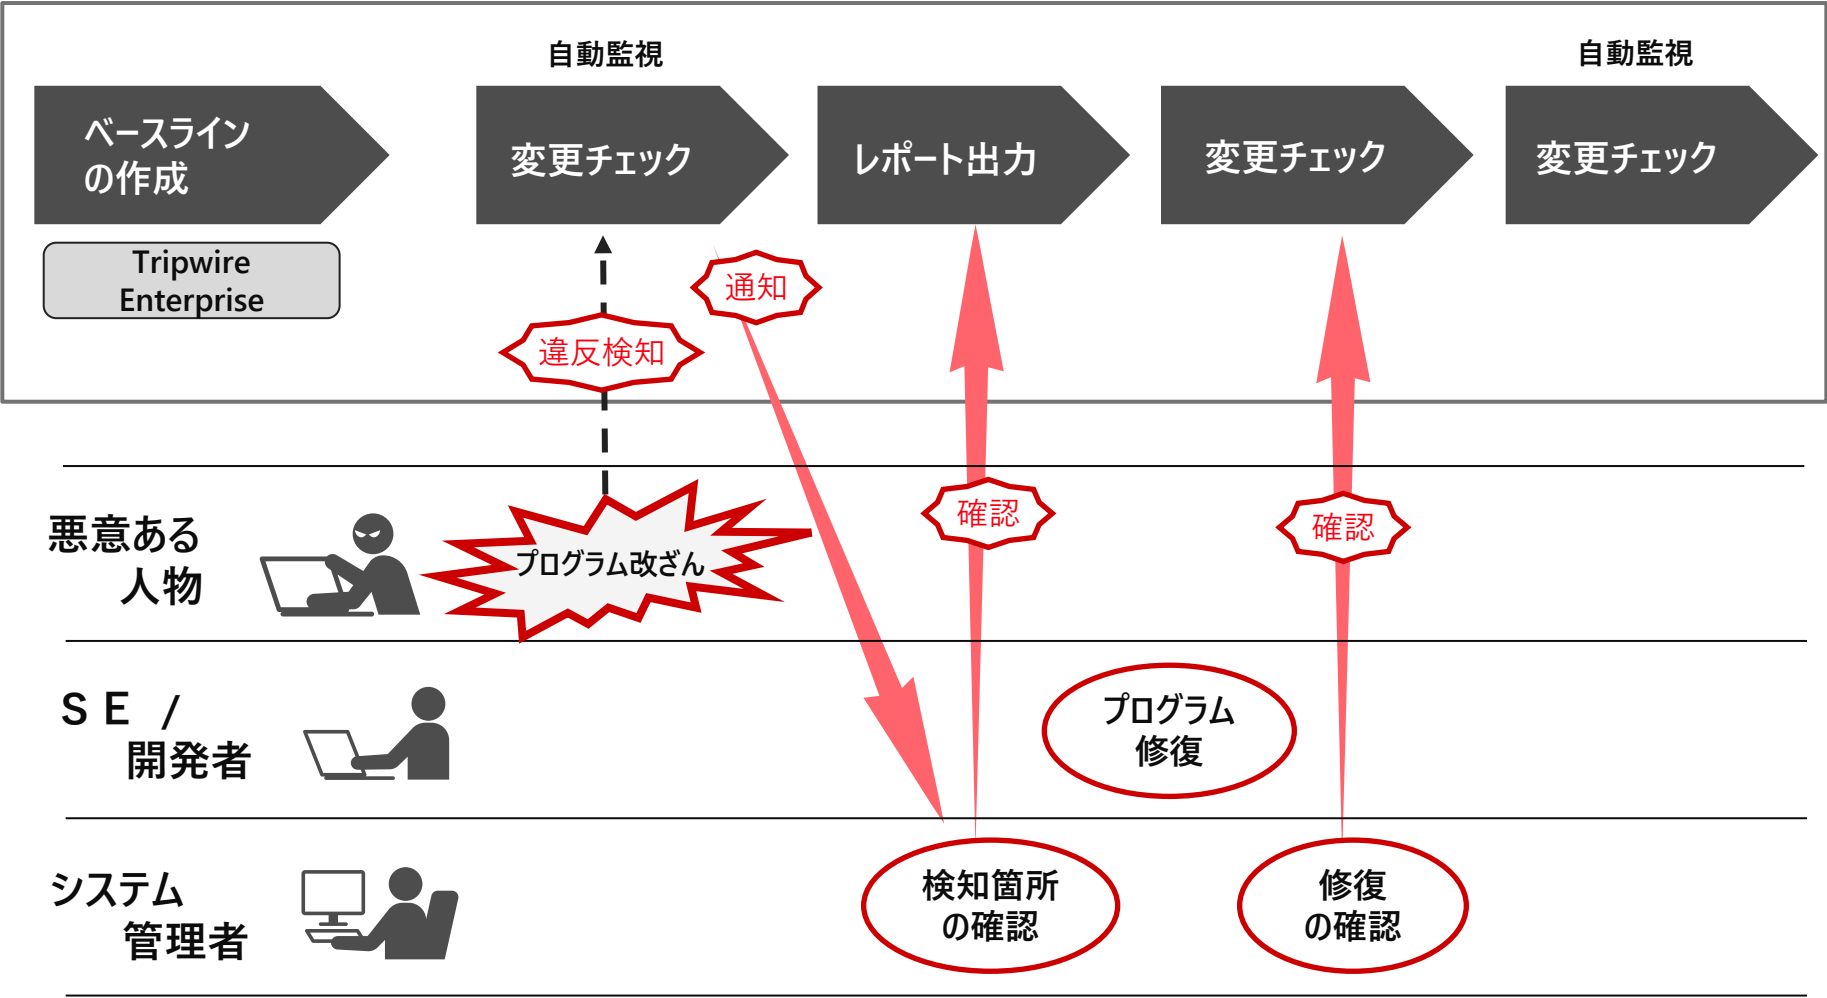 自動監視
自動監視
ベースライン
の作成
変更チェック
レポート出力
変更チェック
変更チェック
Tripwire
Enterprise
通知
違反検知
悪意ある
人物
プログラム改ざん
確認
確認
ＳＥ /
開発者
プログラム
修復
システム
管理者
検知箇所
の確認
修復
の確認